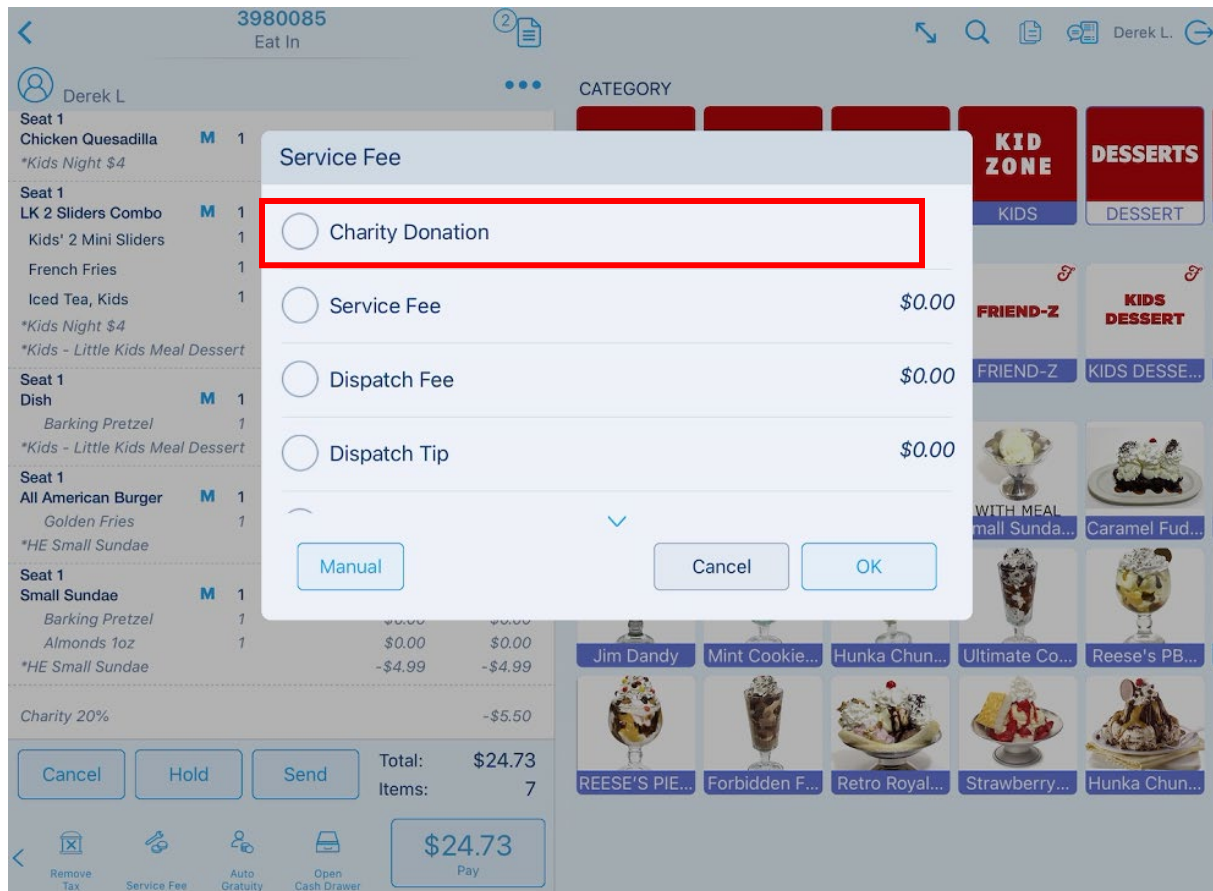 3980085
Eat In
2
Derek L.
Derek L
CATEGORY
Seat 1
Chicken Quesadilla M 1
*Kids Night $4
Seat 1
LK 2 Sliders Combo M 1
Kids' 2 Mini Sliders 1
French Fries 1
Iced Tea, Kids 1
*Kids Night $4
*Kids - Little Kids Meal Dessert
Seat 1
Dish M 1
Barking Pretzel 1
*Kids - Little Kids Meal Dessert
Seat 1
All American Burger M 1
Golden Fries 1
*HE Small Sundae
Seat 1
Small Sundae M 1
Barking Pretzel 1 $0.00 $0.00
Almonds 1oz 1 $0.00 $0.00
*HE Small Sundae -$4.99 -$4.99
Charity 20% -$5.50
Cancel Hold Send
Total: $24.73
Items: 7
Remove Tax
Service Fee
Auto Gratuity
Open Cash Drawer
$24.73
Pay
Service Fee
Charity Donation
Service Fee $0.00
Dispatch Fee $0.00
Dispatch Tip $0.00
Manual Cancel OK
KID ZONE
KIDS
DESSERTS
DESSERT
FRIEND-Z
FRIEND-Z
KIDS DESSERT
KIDS DESSE...
WITH MEAL
mall Sunda... Caramel Fud...
Jim Dandy Mint Cookie... Hunka Chun... Ultimate Co... Reese's PB...
REESE'S PIE... Forbidden F... Retro Royal... Strawberry... Hunka Chun...